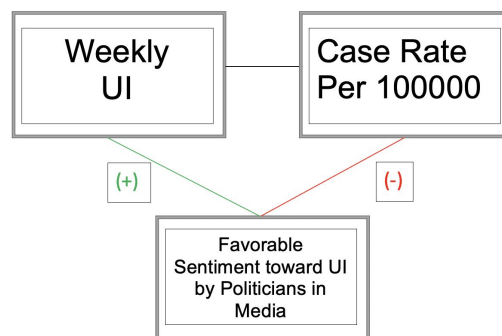 Weekly
UI
Case Rate
Per 100000
(+)
(-)
Favorable
Sentiment toward UI
by Politicians in
Media